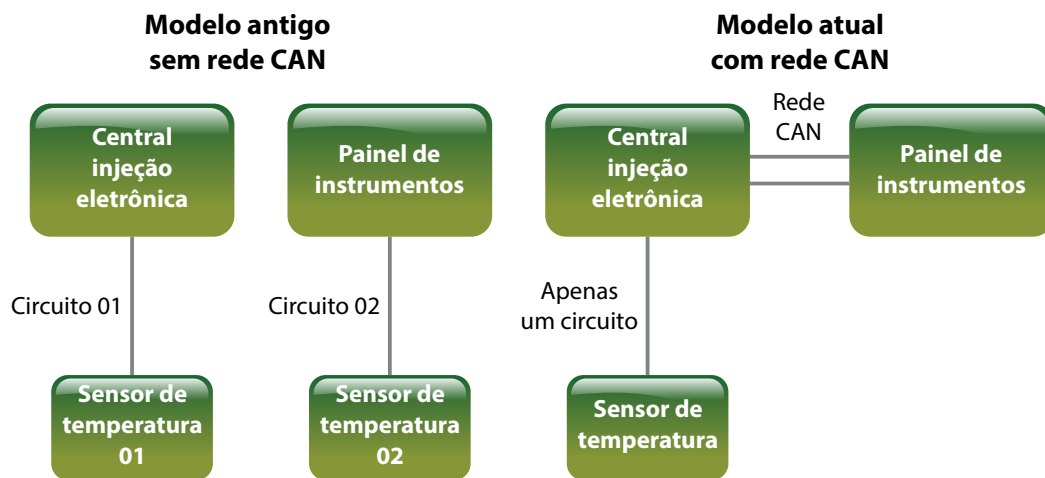 Modelo antigo
sem rede CAN
Central
injeção
eletrônica
Painel de
instrumentos
Circuito 01
Circuito 02
Sensor de
temperatura
01
Sensor de
temperatura
02
Modelo atual
com rede CAN
Central
injeção
eletrônica
Rede
CAN
Painel de
instrumentos
Apenas
um circuito
Sensor de
temperatura